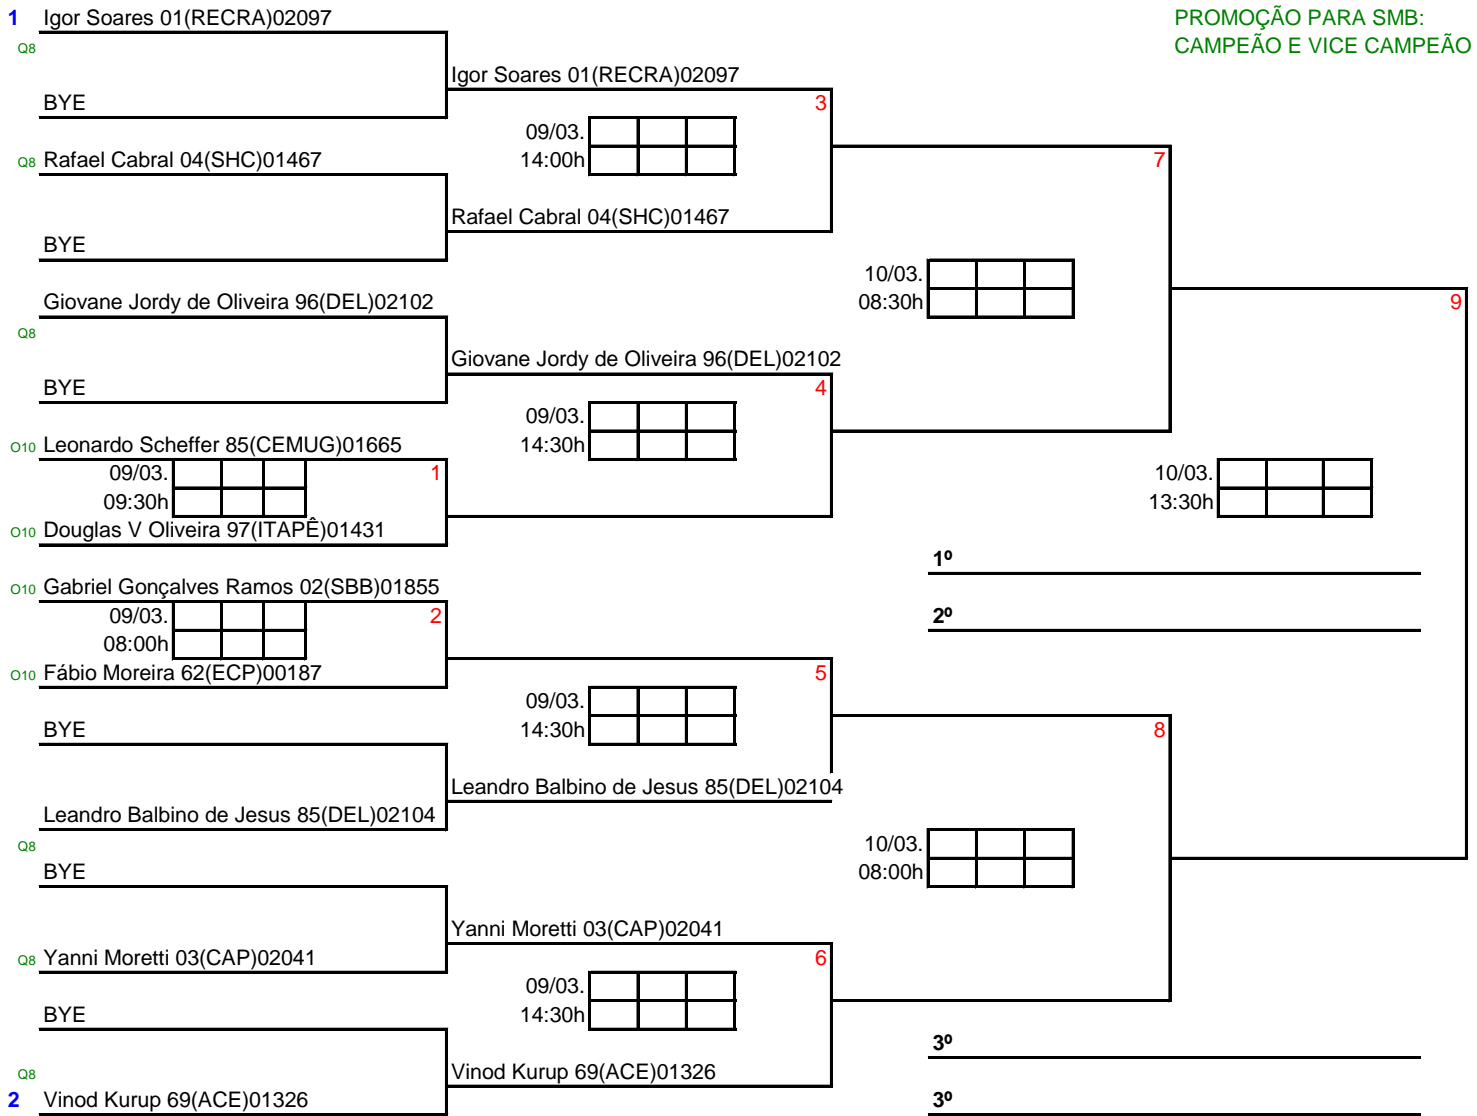 1 Igor Soares 01(RECRA)02097
PROMOÇÃO PARA SMB:
Q8
CAMPEÃO E VICE CAMPEÃO
Igor Soares 01(RECRA)02097
BYE
3
09/03.
14:00h
Q8 Rafael Cabral 04(SHC)01467
7
Rafael Cabral 04(SHC)01467
BYE
10/03.
08:30h
Giovane Jordy de Oliveira 96(DEL)02102
9
Q8
Giovane Jordy de Oliveira 96(DEL)02102
BYE
4
09/03.
14:30h
O10 Leonardo Scheffer 85(CEMUG)01665
09/03.
1
09:30h
10/03.
13:30h
O10 Douglas V Oliveira 97(ITAPÊ)01431
1º
O10 Gabriel Gonçalves Ramos 02(SBB)01855
09/03.
2
08:00h
2º
O10 Fábio Moreira 62(ECP)00187
5
09/03.
14:30h
BYE
8
Leandro Balbino de Jesus 85(DEL)02104
Leandro Balbino de Jesus 85(DEL)02104
Q8
10/03.
08:00h
BYE
Yanni Moretti 03(CAP)02041
Q8 Yanni Moretti 03(CAP)02041
6
09/03.
14:30h
BYE
3º
Q8
Vinod Kurup 69(ACE)01326
2 Vinod Kurup 69(ACE)01326
3º